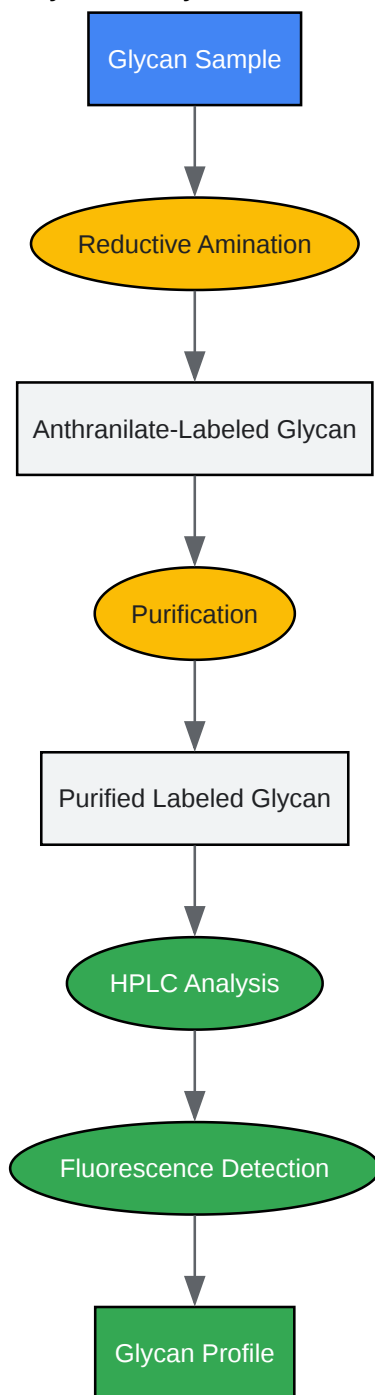 Glycan Sample
Reductive Amination
Anthranilate-Labeled Glycan
Purification
Purified Labeled Glycan
HPLC Analysis
Fluorescence Detection
Glycan Profile